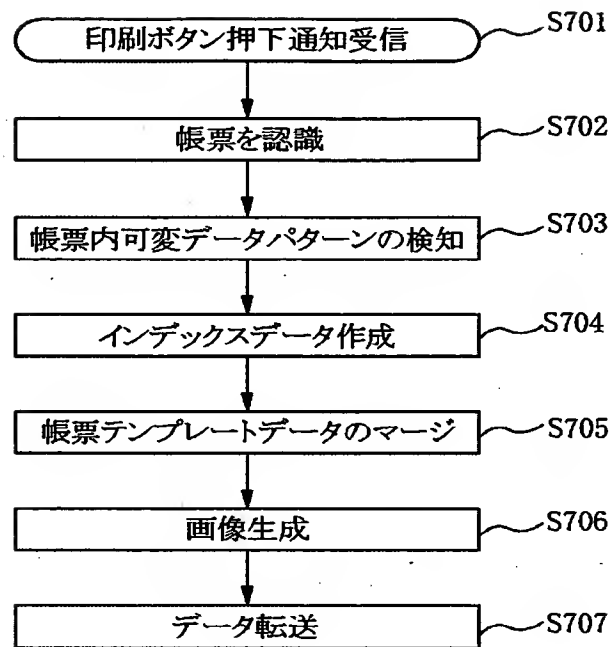 印刷ボタン押下通知受信
S701
帳票を認識
S702
帳票内可変データパターンの検知
S703
インデックスデータ作成
S704
帳票テンプレートデータのマージ
S705
画像生成
S706
データ転送
S707